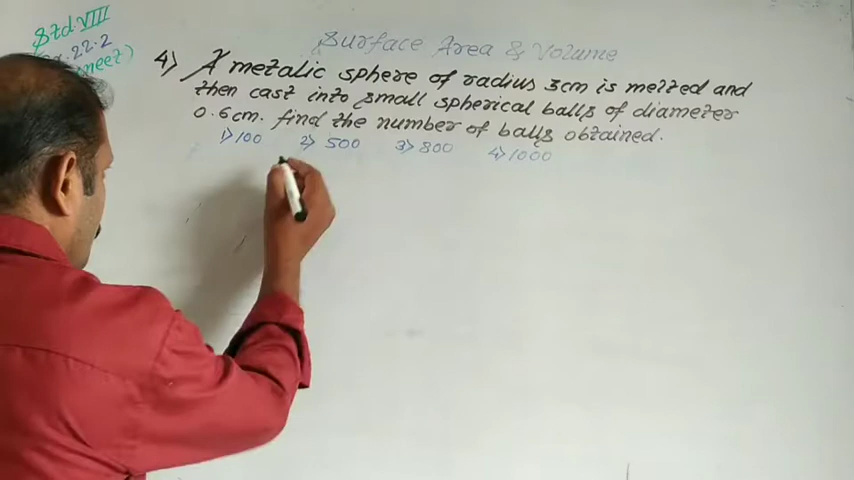 Std. VIII
22.2
Surface Area & Volume
4) A metalic sphere of radius 3cm is melted and
then cast into small spherical balls of diameter
0.6cm. find the number of balls obtained.
1) 100 2) 500 3) 800 4) 1000